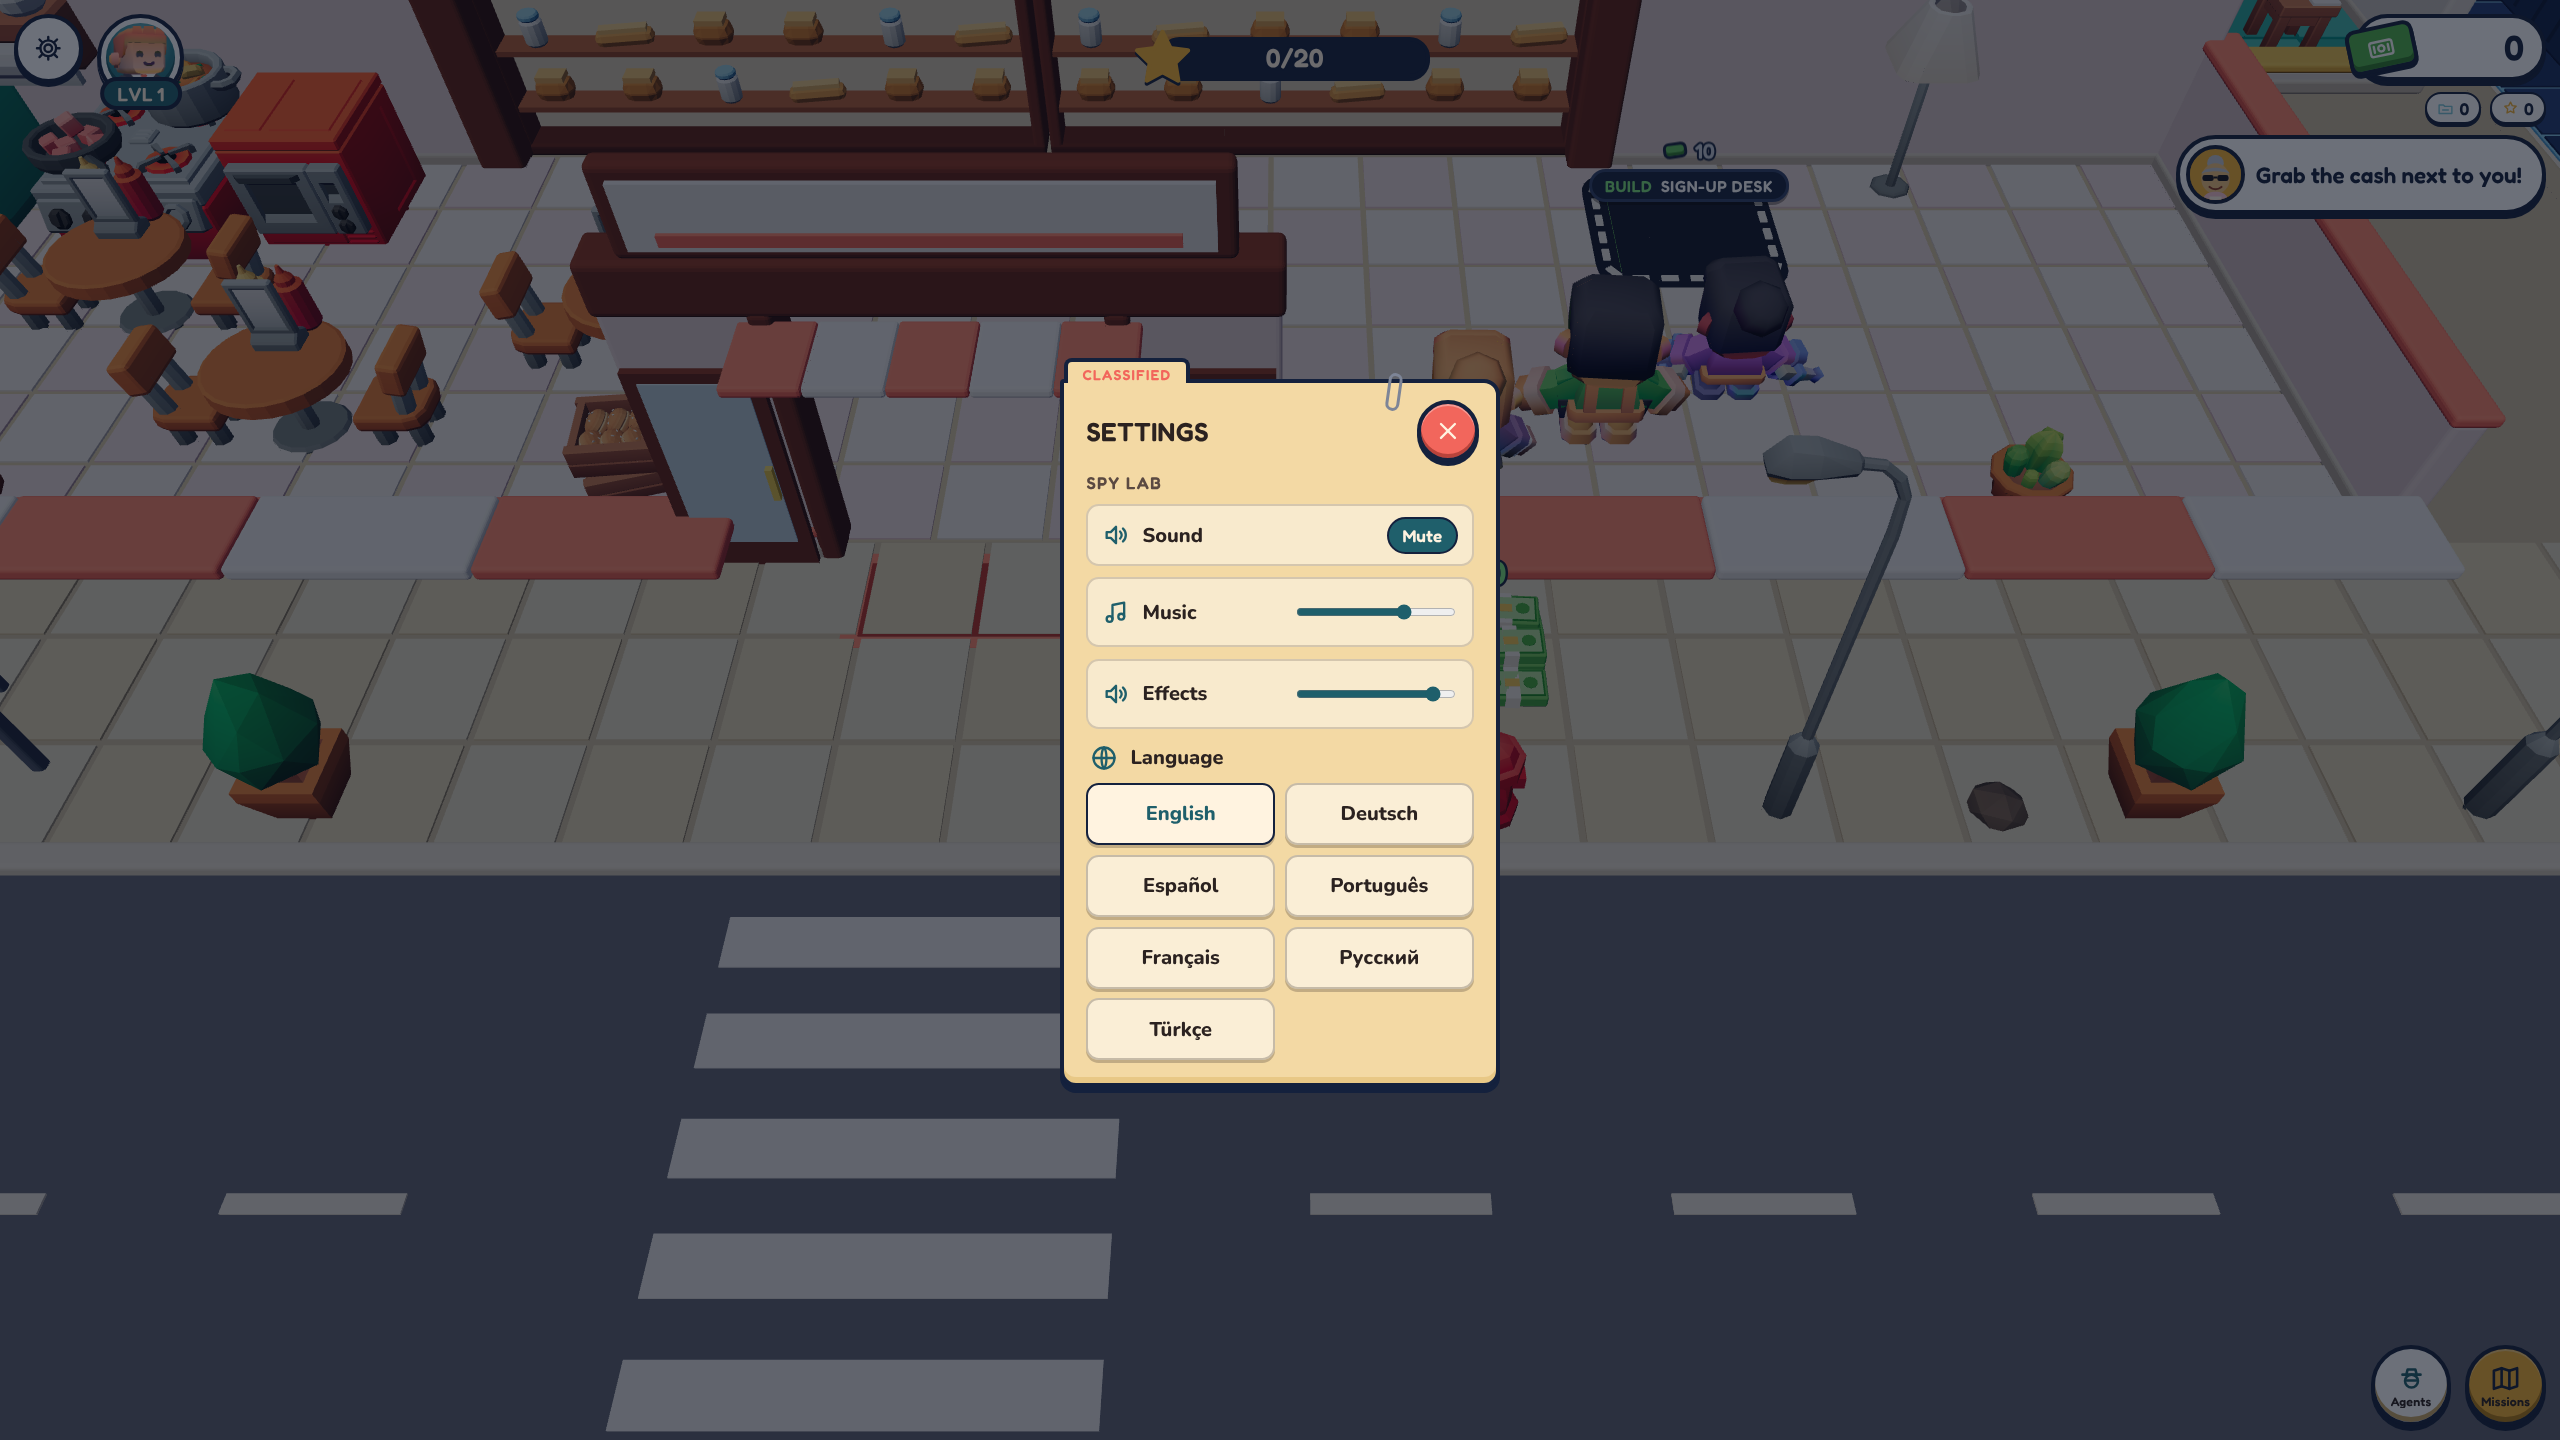 LVL 1
0/20
0
0
0
Grab the cash next to you!
10
BUILD SIGN-UP DESK
CLASSIFIED
SETTINGS
SPY LAB
Sound
Mute
Music
Effects
Language
English
Deutsch
Español
Português
Français
Русский
Türkçe
Agents
Missions